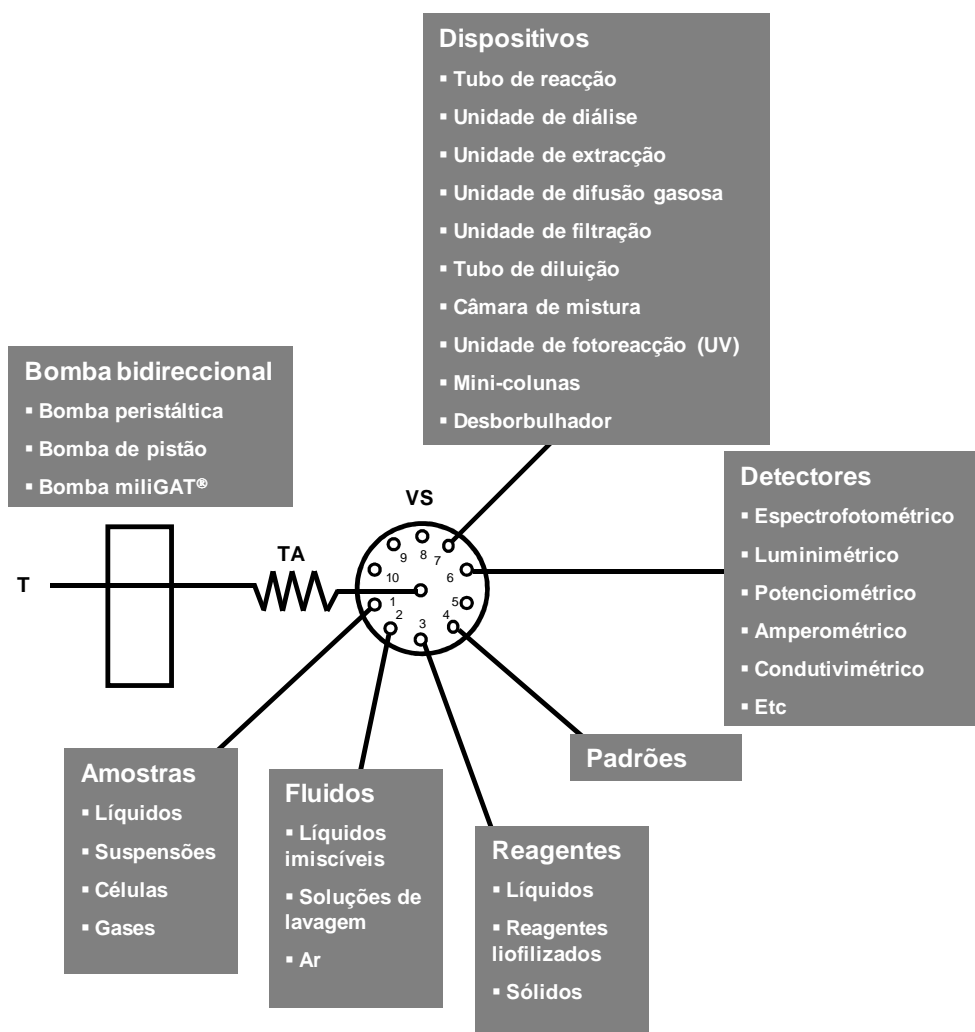 Dispositivos
▪ Tubo de reacção
▪ Unidade de diálise
▪ Unidade de extracção
▪ Unidade de difusão gasosa
▪ Unidade de filtração
▪ Tubo de diluição
▪ Câmara de mistura
▪ Unidade de fotoreacção (UV)
▪ Mini-colunas
▪ Desborbulhador
Bomba bidireccional
▪ Bomba peristáltica
▪ Bomba de pistão
▪ Bomba miliGAT®
Detectores
▪ Espectrofotométrico
▪ Luminimétrico
▪ Potenciométrico
▪ Amperométrico
▪ Condutivimétrico
▪ Etc
VS
TA
T
8
9
7
10
6
1
5
2
4
3
Padrões
Amostras
▪ Líquidos
▪ Suspensões
▪ Células
▪ Gases
Fluidos
▪ Líquidos
imiscíveis
▪ Soluções de
lavagem
▪ Ar
Reagentes
▪ Líquidos
▪ Reagentes
liofilizados
▪ Sólidos